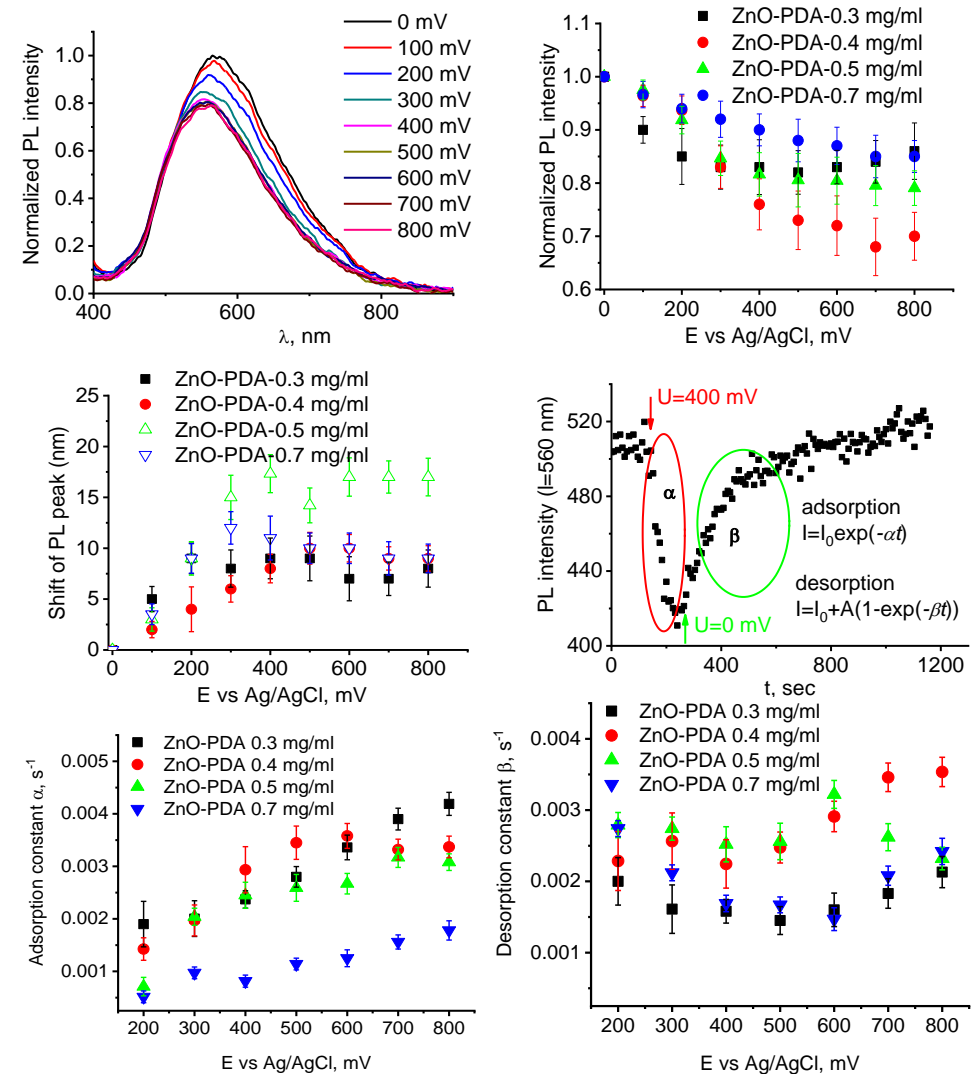 0 mV
100 mV
200 mV
300 mV
400 mV
500 mV
600 mV
700 mV
800 mV
1.0
0.8
0.6
0.4
0.2
0.0
400 600 800
λ, nm
Normalized PL intensity
ZnO-PDA-0.3 mg/ml
ZnO-PDA-0.4 mg/ml
ZnO-PDA-0.5 mg/ml
ZnO-PDA-0.7 mg/ml
1.1
1.0
0.9
0.8
0.7
0.6
0 200 400 600 800
E vs Ag/AgCl, mV
Normalized PL intensity
ZnO-PDA-0.3 mg/ml
ZnO-PDA-0.4 mg/ml
ZnO-PDA-0.5 mg/ml
ZnO-PDA-0.7 mg/ml
25
20
15
10
5
0
0 200 400 600 800
E vs Ag/AgCl, mV
Shift of PL peak (nm)
U=400 mV
α
β
U=0 mV
adsorption
I=I₀exp(-αt)
desorption
I=I₀+A(1-exp(-βt))
520
480
440
400
0 400 800 1200
t, sec
PL intensity (l=560 nm)
ZnO-PDA 0.3 mg/ml
ZnO-PDA 0.4 mg/ml
ZnO-PDA 0.5 mg/ml
ZnO-PDA 0.7 mg/ml
0.005
0.004
0.003
0.002
0.001
200 300 400 500 600 700 800
E vs Ag/AgCl, mV
Adsorption constant α, s⁻¹
ZnO-PDA 0.3 mg/ml
ZnO-PDA 0.4 mg/ml
ZnO-PDA 0.5 mg/ml
ZnO-PDA 0.7 mg/ml
0.004
0.003
0.002
0.001
200 300 400 500 600 700 800
E vs Ag/AgCl, mV
Desorption constant β, s⁻¹